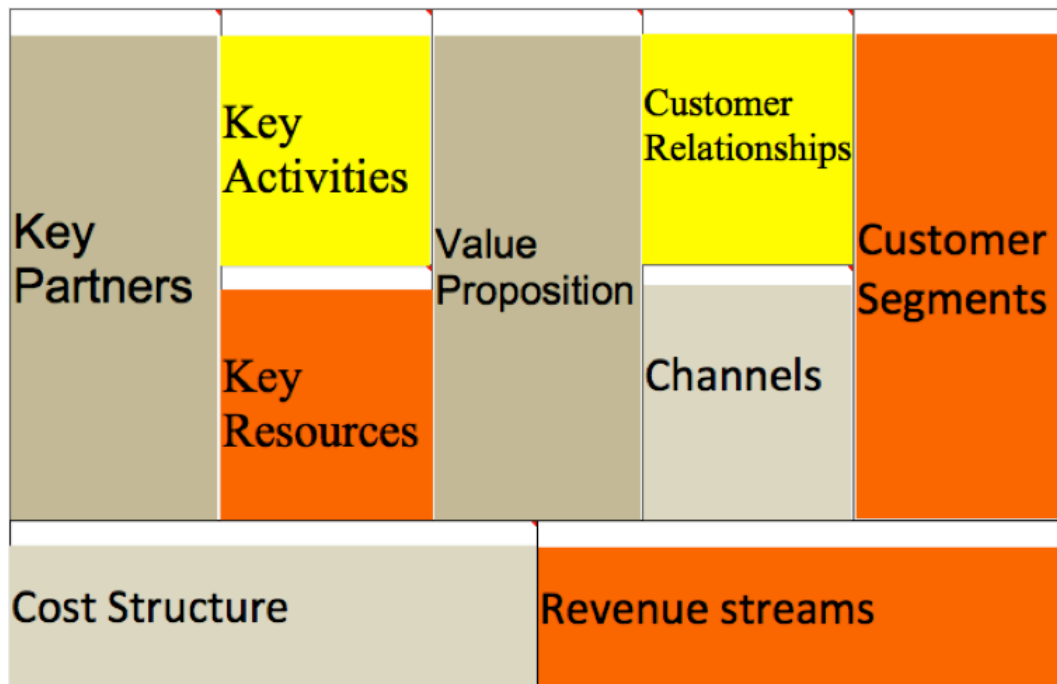 Key
Partners
Key
Activities
Key
Resources
Value
Proposition
Customer
Relationships
Channels
Customer
Segments
Cost Structure
Revenue streams